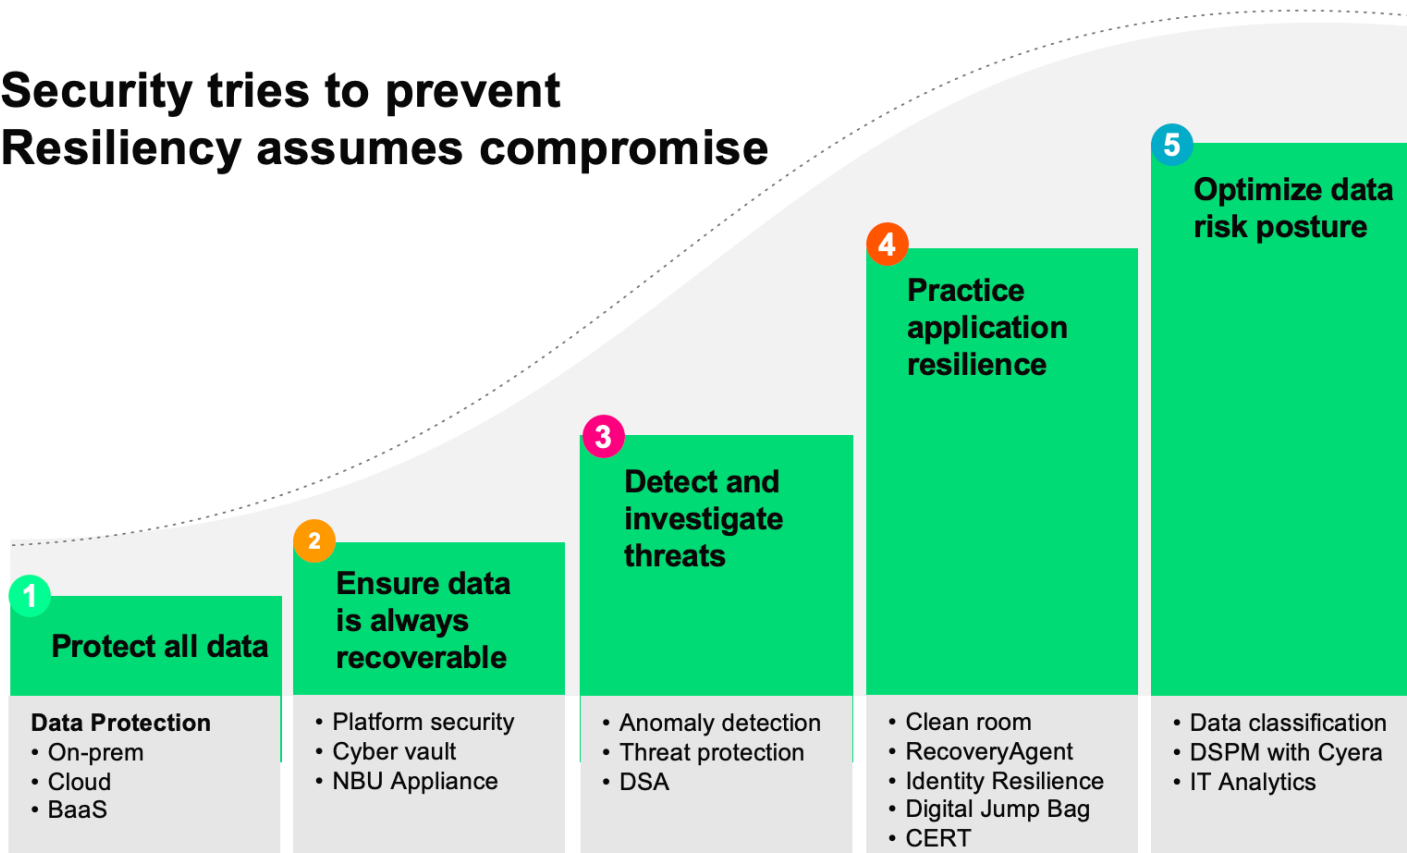 Security tries to prevent
Resiliency assumes compromise
1
Protect all data
Data Protection
• On-prem
• Cloud
• BaaS
2
Ensure data
is always
recoverable
• Platform security
• Cyber vault
• NBU Appliance
3
Detect and
investigate
threats
• Anomaly detection
• Threat protection
• DSA
4
Practice
application
resilience
• Clean room
• RecoveryAgent
• Identity Resilience
• Digital Jump Bag
• CERT
5
Optimize data
risk posture
• Data classification
• DSPM with Cyera
• IT Analytics